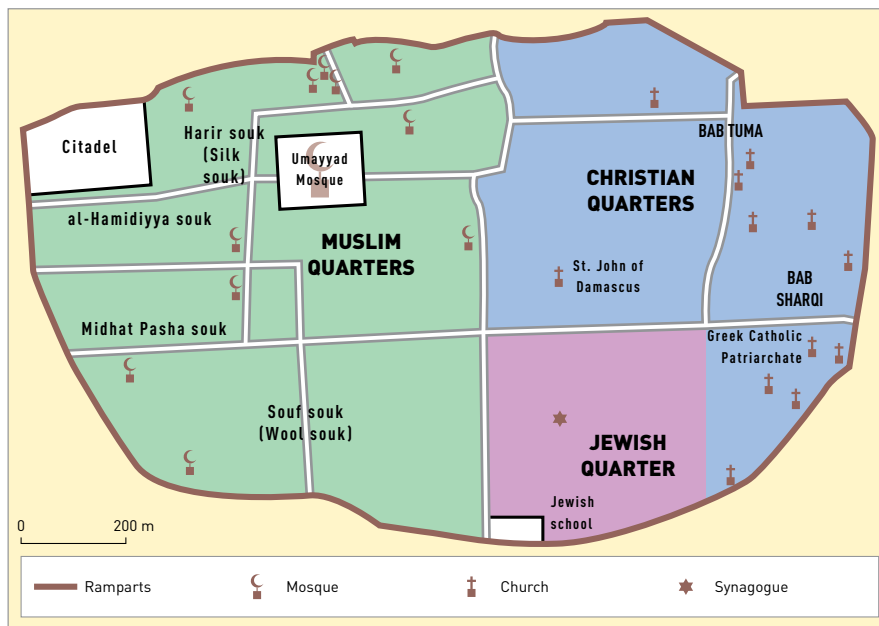 Citadel
Harir souk
(Silk
souk)
Umayyad
Mosque
al-Hamidiyya souk
MUSLIM
QUARTERS
Midhat Pasha souk
Souf souk
(Wool souk)
BAB TUMA
CHRISTIAN
QUARTERS
St. John of
Damascus
BAB
SHARQI
Greek Catholic
Patriarchate
JEWISH
QUARTER
Jewish
school
0 200 m
Ramparts Mosque Church Synagogue